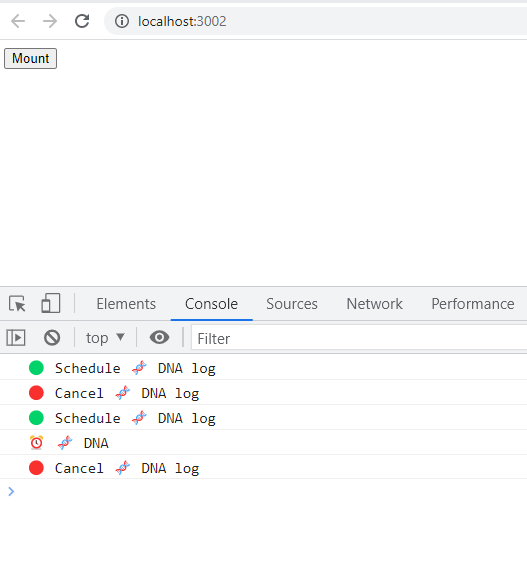 localhost:3002
Mount
Elements Console Sources Network Performance
top ▼ Filter
🟢 Schedule 🧬 DNA log
🔴 Cancel 🧬 DNA log
🟢 Schedule 🧬 DNA log
⏰ 🧬 DNA
🔴 Cancel 🧬 DNA log
>